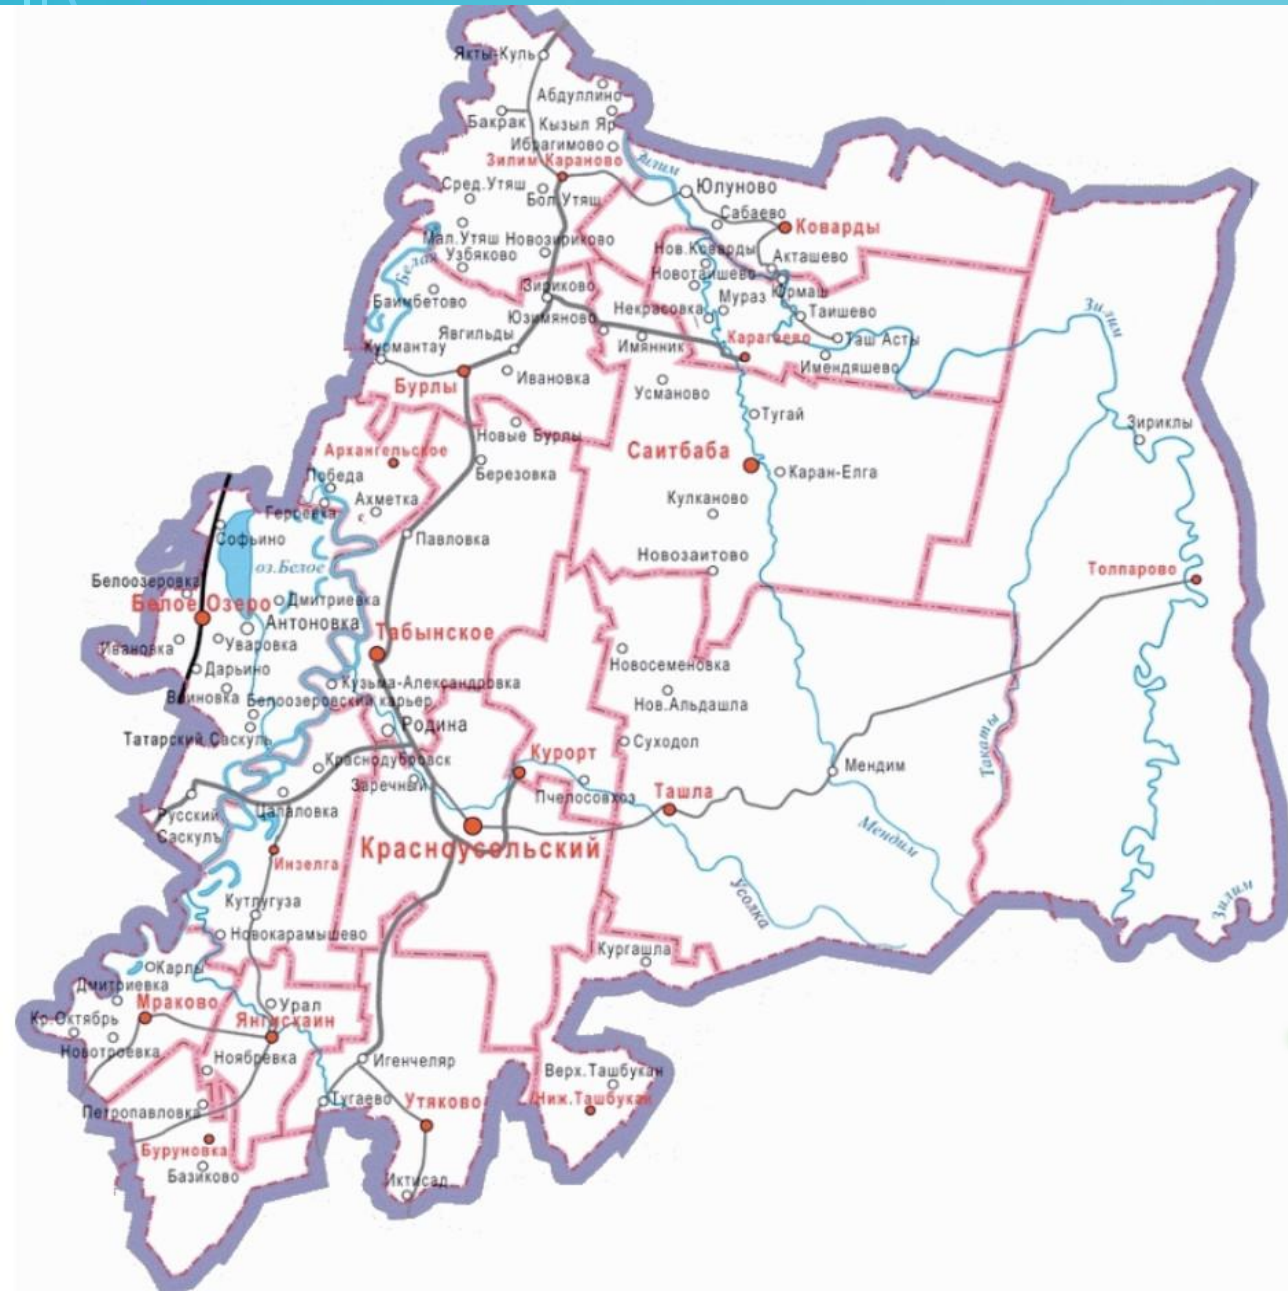 Якты-Куль
Абдуллино
Бакрак
Кызыл Яр
Ибрагимово
Зилим Караново
Зилим
Сред.Утяш
Юлуново
Бол.Утяш
Сабаево
Коварды
Мал.Утяш
Новозириково
Нов.Коварды
Узбяково
Акташево
Белая
Новотаишево
Зириково
Юрмаш
Баимбетово
Мураз
Зилим
Некрасовка
Таишево
Юзимяново
Явгильды
Карагаево
Таш Асты
Имянник
Курмантау
Имендяшево
Ивановка
Бурлы
Усманово
Тугай
Зириклы
Новые Бурлы
Архангельское
Саитбаба
Победа
Березовка
Каран-Елга
Ахметка
Кулканово
Героевка
Софьино
Павловка
Новозаитово
оз.Белое
Толпарово
Белоозеровка
Белое Озеро
Дмитриевка
Антоновка
Табынское
Уваровка
Ивановка
Новосеменовка
Дарьино
Кузьма-Александровка
Воиновка
Белоозеровский карьер
Нов.Альдашла
Родина
Татарский Саскуль
Суходол
Такаты
Курорт
Краснодубровск
Мендим
Заречный
Ташла
Пчелосовхоз
Русский
Саскулъ
Цапаловка
Мендим
Красноусольский
Инзелга
Усолка
Зилим
Кутлугуза
Новокарамышево
Кургашла
Карлы
Дмитриевка
Мраково
Урал
Кр.Октябрь
Янгискаин
Новотроевка
Ноябревка
Игенчеляр
Верх.Ташбукан
Тугаево
Утяково
Ниж.Ташбукан
Петропавловка
Буруновка
Базиково
Иктисад